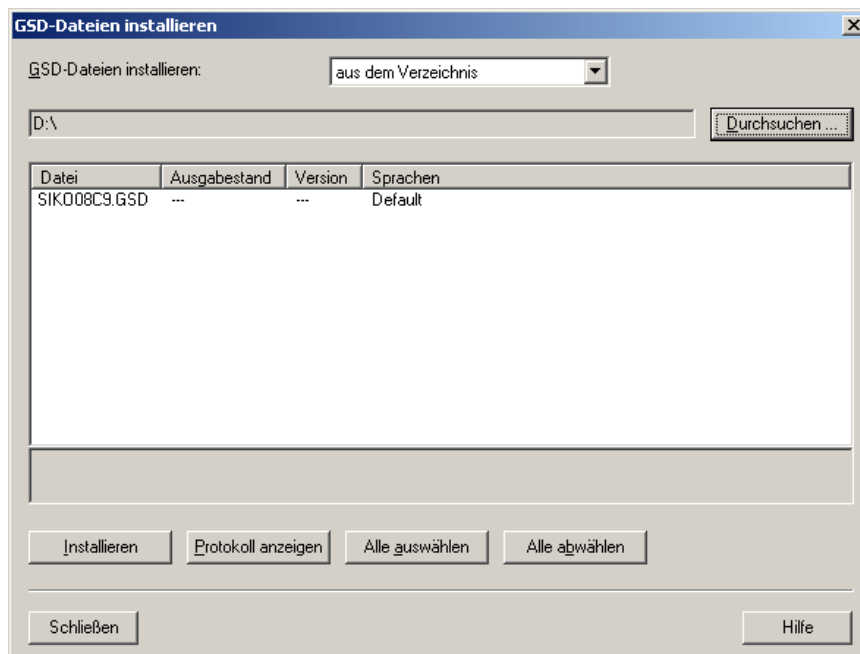 GSD-Dateien installieren
GSD-Dateien installieren: aus dem Verzeichnis
D:\ Durchsuchen ...
Datei Ausgabestand Version Sprachen
SIKO08C9.GSD --- --- Default
Installieren Protokoll anzeigen Alle auswählen Alle abwählen
Schließen Hilfe